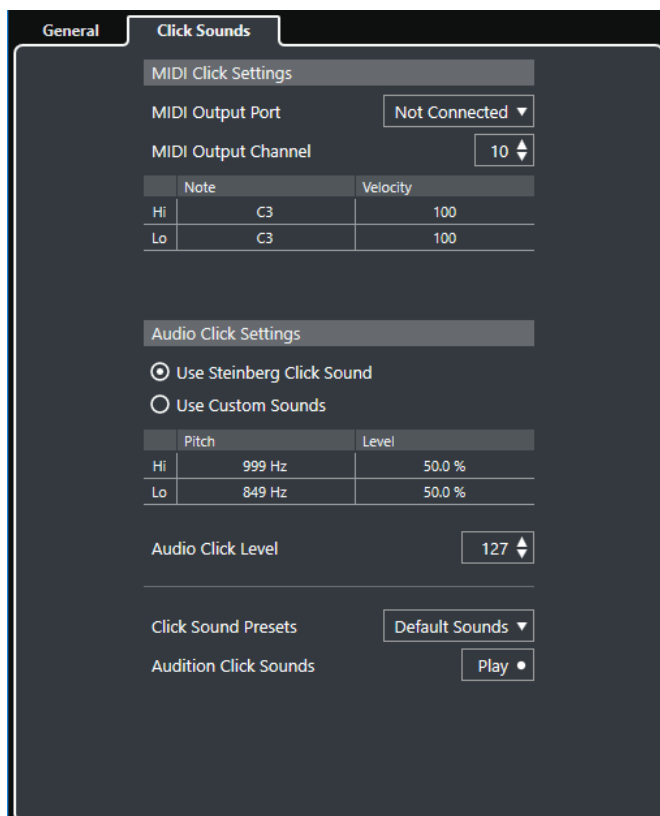 General Click Sounds
MIDI Click Settings
MIDI Output Port Not Connected
MIDI Output Channel 10
Note Velocity
Hi C3 100
Lo C3 100
Audio Click Settings
Use Steinberg Click Sound
Use Custom Sounds
Pitch Level
Hi 999 Hz 50.0 %
Lo 849 Hz 50.0 %
Audio Click Level 127
Click Sound Presets Default Sounds
Audition Click Sounds Play